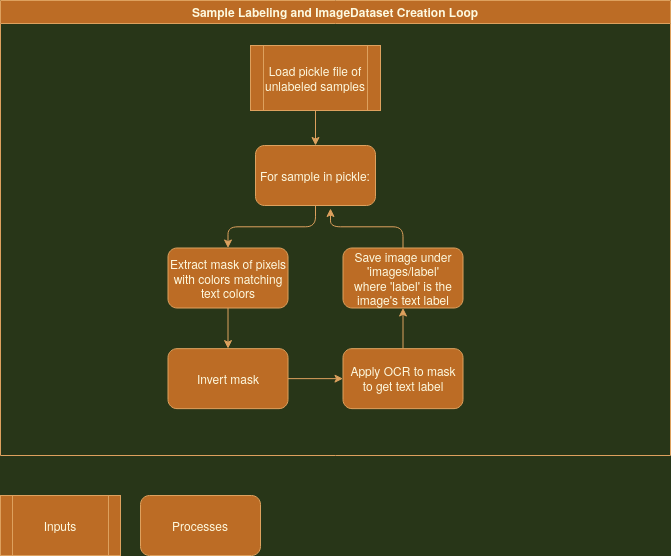 Sample Labeling and ImageDataset Creation Loop
Load pickle file of
unlabeled samples
For sample in pickle:
Extract mask of pixels
with colors matching
text colors
Save image under
'images/label'
where 'label' is the
image's text label
Invert mask
Apply OCR to mask
to get text label
Inputs
Processes